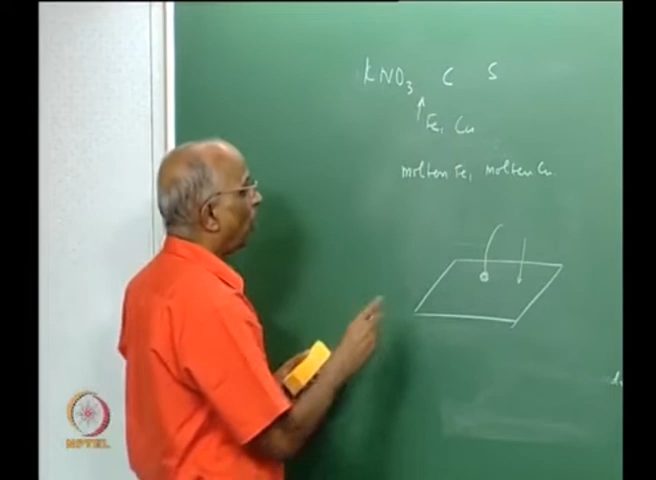 KNO3 C S
Fe, Cu
molten Fe, molten Cu.
NPTEL